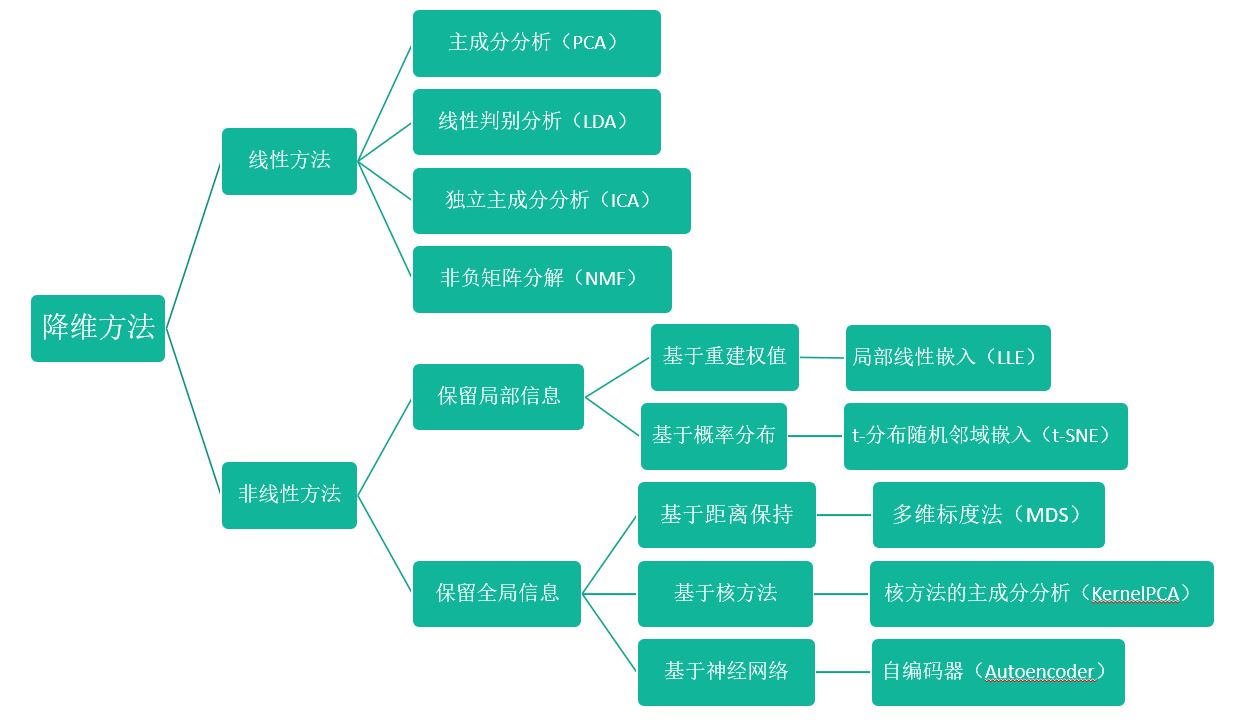 降维方法
线性方法
主成分分析（PCA）
线性判别分析（LDA）
独立主成分分析（ICA）
非负矩阵分解（NMF）
非线性方法
保留局部信息
基于重建权值
局部线性嵌入（LLE）
基于概率分布
t-分布随机邻域嵌入（t-SNE）
保留全局信息
基于距离保持
多维标度法（MDS）
基于核方法
核方法的主成分分析（KernelPCA）
基于神经网络
自编码器（Autoencoder）